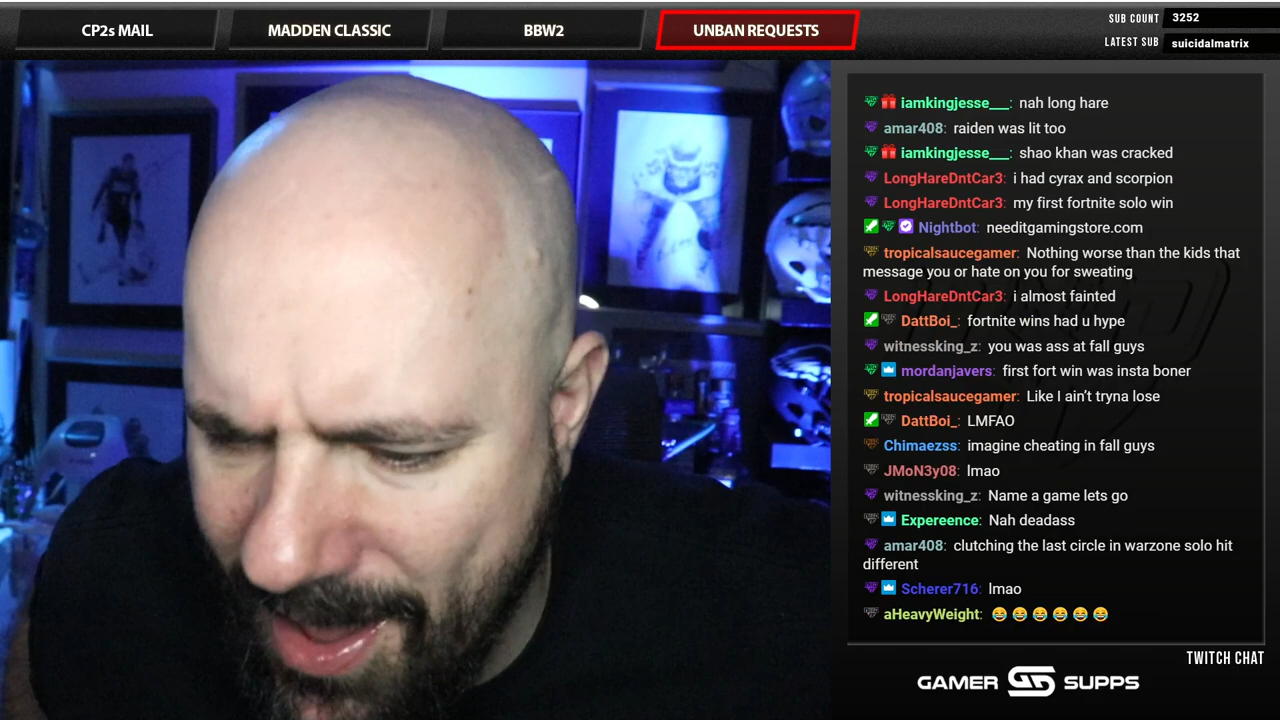 CP2s MAIL
MADDEN CLASSIC
BBW2
UNBAN REQUESTS
SUB COUNT 3252
LATEST SUB suicidalmatrix
iamkingjesse___: nah long hare
amar408: raiden was lit too
iamkingjesse___: shao khan was cracked
LongHareDntCar3: i had cyrax and scorpion
LongHareDntCar3: my first fortnite solo win
Nightbot: needitgamingstore.com
tropicalsaucegamer: Nothing worse than the kids that
message you or hate on you for sweating
LongHareDntCar3: i almost fainted
DattBoi_: fortnite wins had u hype
witnessking_z: you was ass at fall guys
mordanjavers: first fort win was insta boner
tropicalsaucegamer: Like I ain't tryna lose
DattBoi_: LMFAO
Chimaezss: imagine cheating in fall guys
JMoN3y08: lmao
witnessking_z: Name a game lets go
Expereence: Nah deadass
amar408: clutching the last circle in warzone solo hit
different
Scherer716: lmao
aHeavyWeight: 😂 😂 😂 😂 😂 😂
TWITCH CHAT
GAMER GS SUPPS